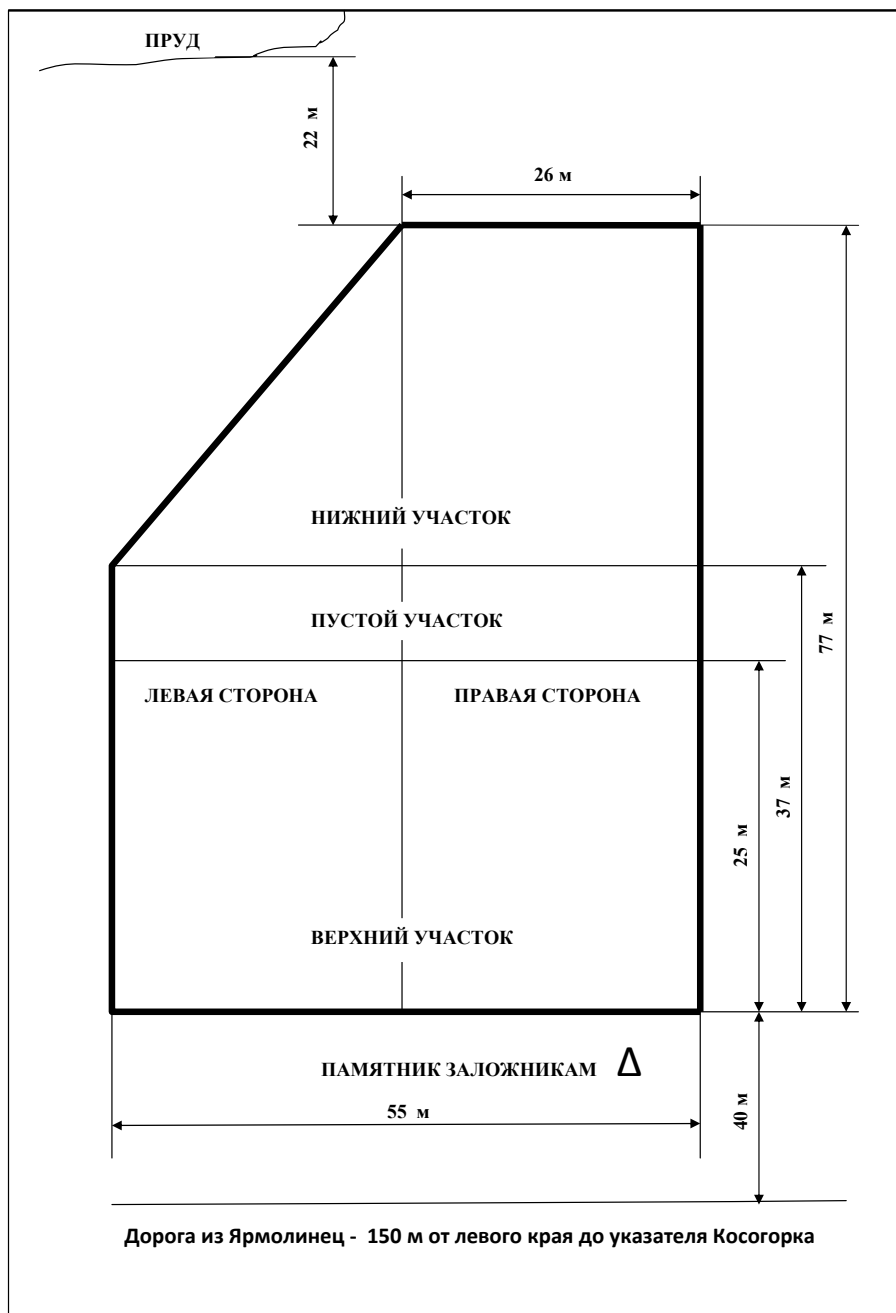 ПРУД
22 м
26 м
НИЖНИЙ УЧАСТОК
ПУСТОЙ УЧАСТОК
77 м
ЛЕВАЯ СТОРОНА
ПРАВАЯ СТОРОНА
37 м
25 м
ВЕРХНИЙ УЧАСТОК
ПАМЯТНИК ЗАЛОЖНИКАМ Δ
55 м
40 м
Дорога из Ярмолинец - 150 м от левого края до указателя Косогорка